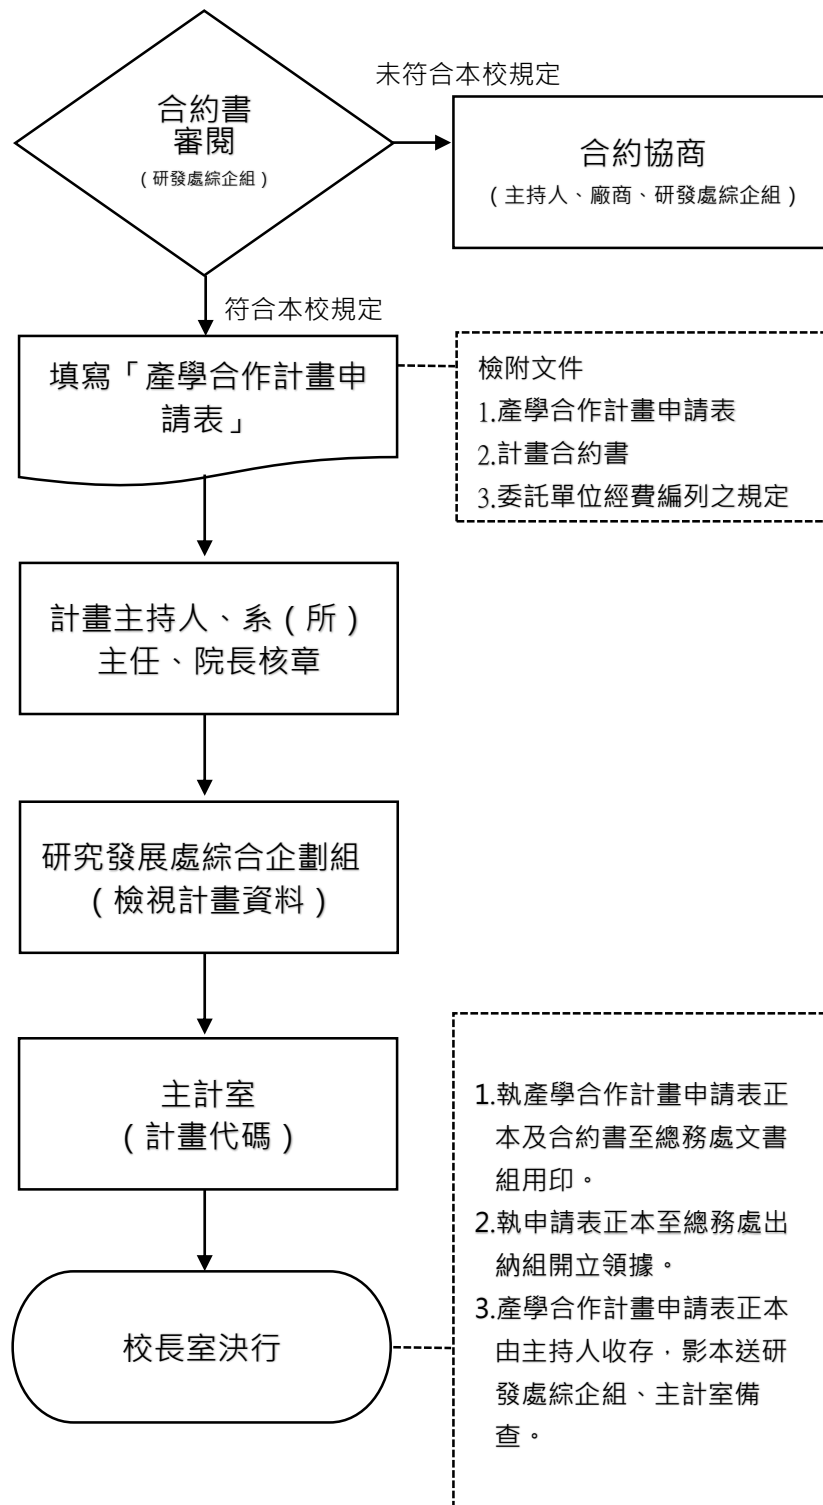 未符合本校規定
合約書
審閱
(研發處綜企組)
合約協商
(主持人、廠商、研發處綜企組)
符合本校規定
填寫「產學合作計畫申
請表」
檢附文件
1.產學合作計畫申請表
2.計畫合約書
3.委託單位經費編列之規定
計畫主持人、系(所)
主任、院長核章
研究發展處綜合企劃組
(檢視計畫資料)
主計室
(計畫代碼)
1.執產學合作計畫申請表正
本及合約書至總務處文書
組用印。
2.執申請表正本至總務處出
納組開立領據。
3.產學合作計畫申請表正本
由主持人收存,影本送研
發處綜企組、主計室備
查。
校長室決行